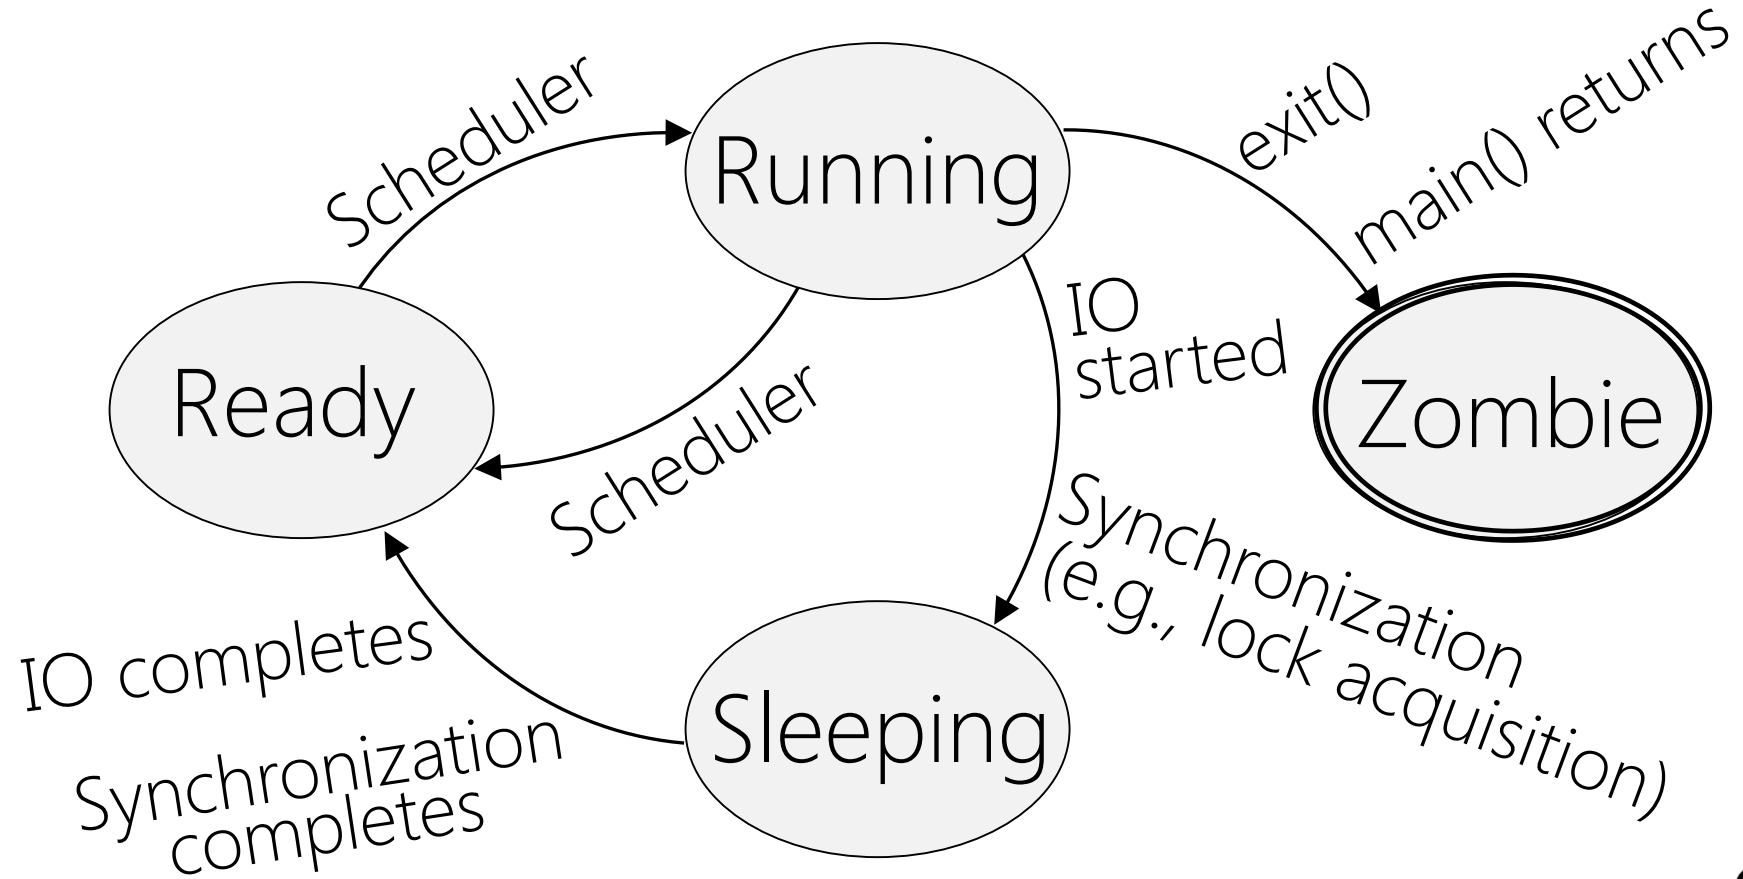 Scheduler
Running
exit()
main() returns
Ready
IO
started
Zombie
Scheduler
Synchronization
(e.g., lock acquisition)
IO completes
Sleeping
Synchronization
completes